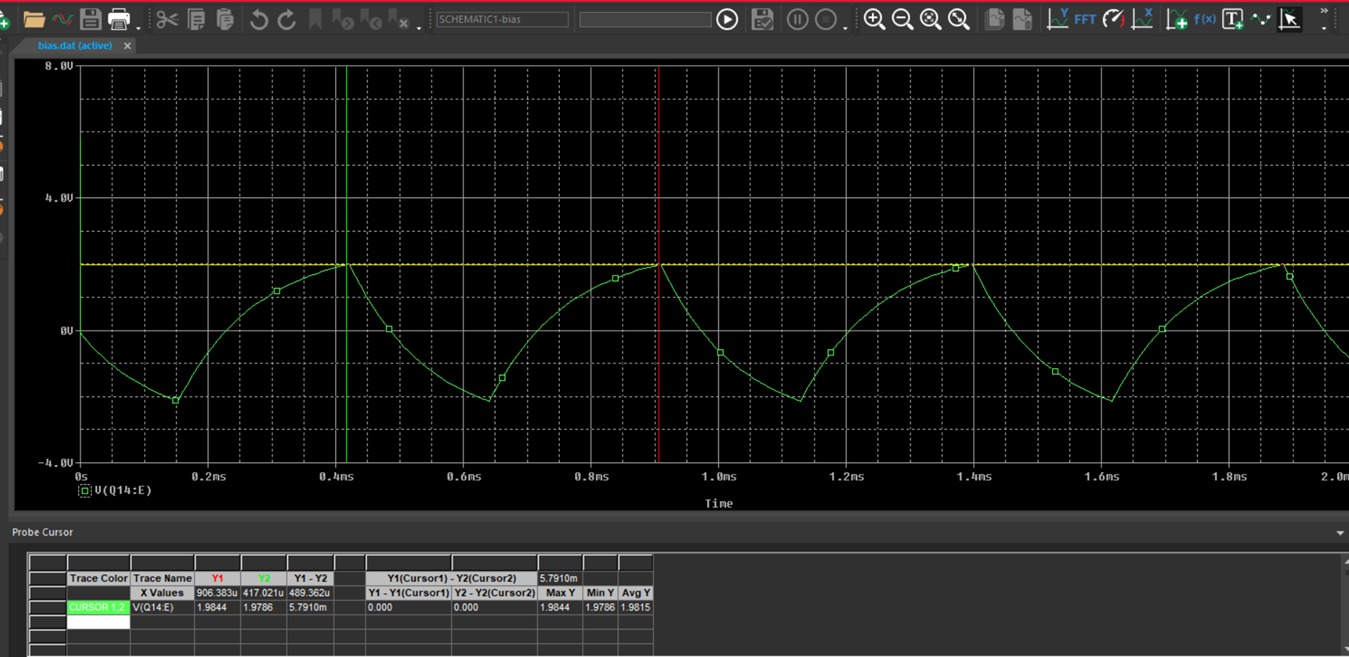 SCHEMATIC1-bias
Y FFT X f(x) T »
bias.dat (active) ×
8.0V
4.0V
0V
-4.0V
0s 0.2ms 0.4ms 0.6ms 0.8ms 1.0ms 1.2ms 1.4ms 1.6ms 1.8ms 2.0m
V(Q14:E)
Time
Probe Cursor
Trace Color Trace Name Y1 Y2 Y1 - Y2 Y1(Cursor1) - Y2(Cursor2) 5.7910m
X Values 906.383u 417.021u 489.362u Y1 - Y1(Cursor1) Y2 - Y2(Cursor2) Max Y Min Y Avg Y
CURSOR 1,2 V(Q14:E) 1.9844 1.9786 5.7910m 0.000 0.000 1.9844 1.9786 1.9815